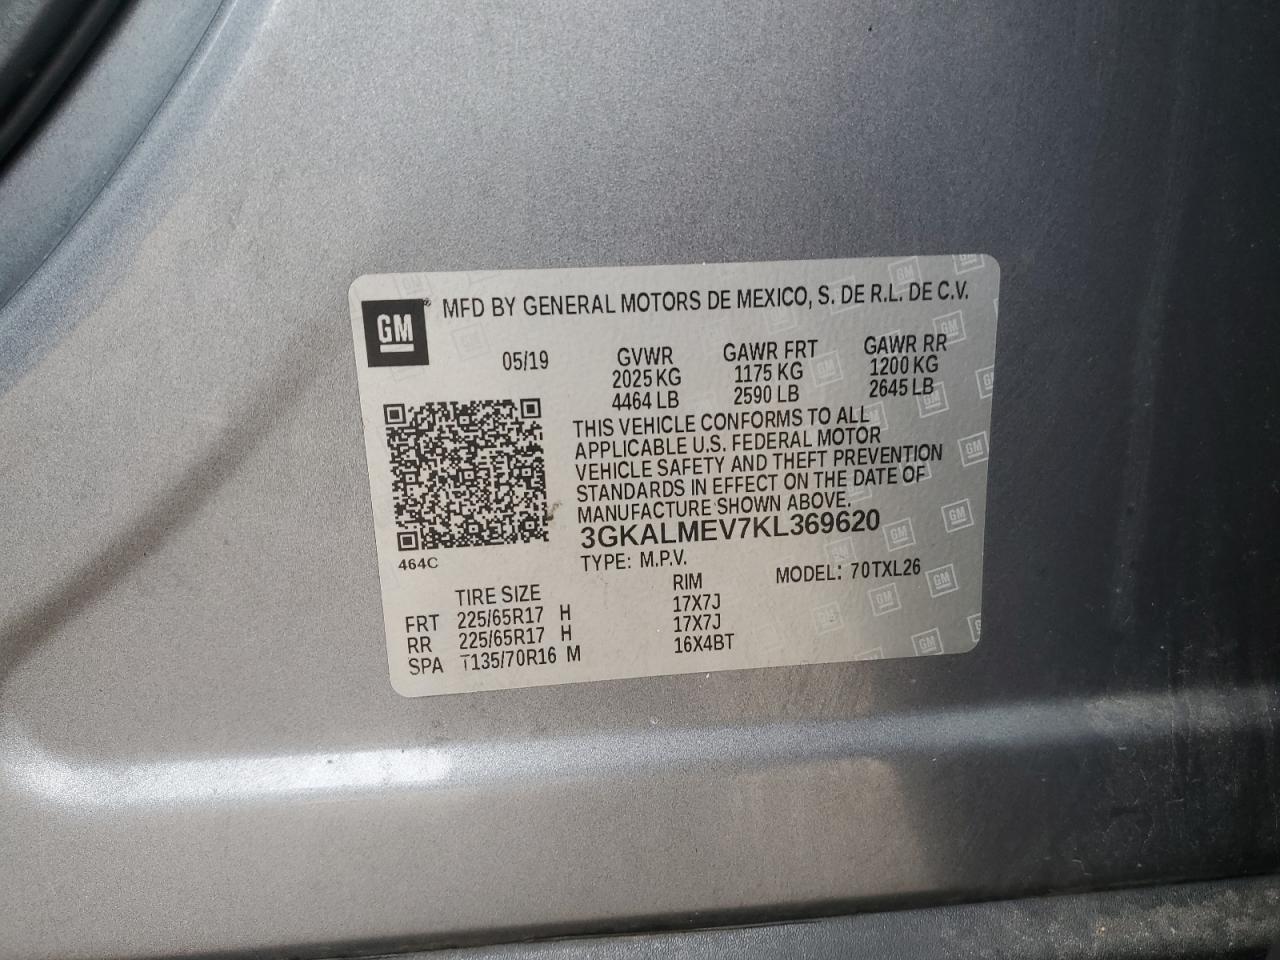 GM® MFD BY GENERAL MOTORS DE MEXICO, S. DE R.L. DE C.V.
05/19 GVWR GAWR FRT GAWR RR
2025 KG 1175 KG 1200 KG
4464 LB 2590 LB 2645 LB
THIS VEHICLE CONFORMS TO ALL
APPLICABLE U.S. FEDERAL MOTOR
VEHICLE SAFETY AND THEFT PREVENTION
STANDARDS IN EFFECT ON THE DATE OF
MANUFACTURE SHOWN ABOVE.
3GKALMEV7KL369620
464C TYPE: M.P.V. MODEL: 70TXL26
TIRE SIZE RIM
FRT 225/65R17 H 17X7J
RR 225/65R17 H 17X7J
SPA T135/70R16 M 16X4BT